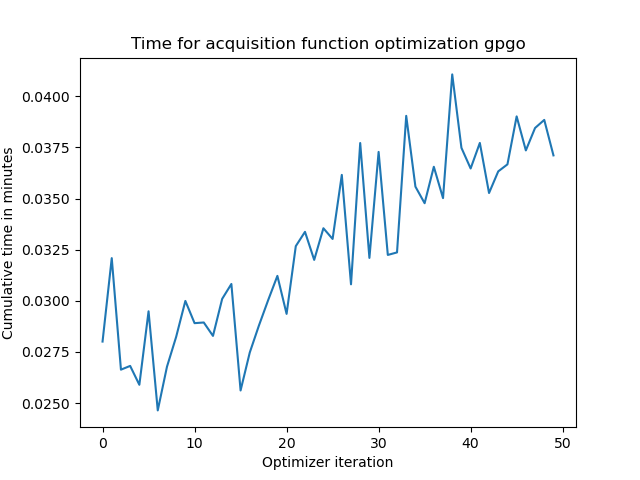 Time for acquisition function optimization gpgo
Cumulative time in minutes
0.0400
0.0375
0.0350
0.0325
0.0300
0.0275
0.0250
0 10 20 30 40 50
Optimizer iteration